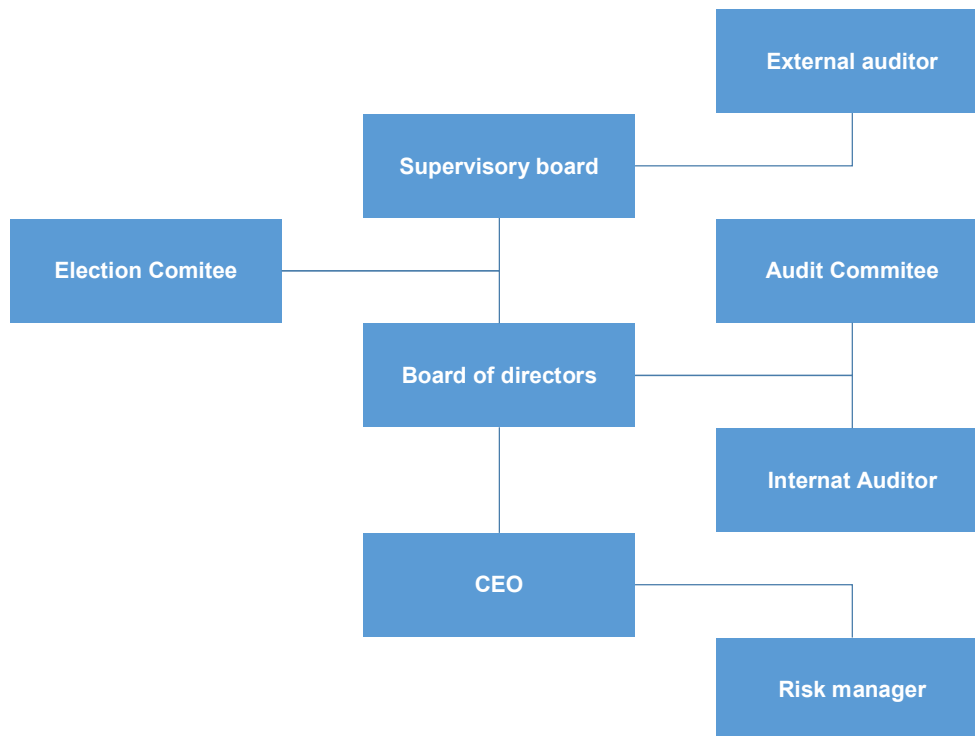 External auditor
Supervisory board
Election Comitee
Audit Commitee
Board of directors
Internat Auditor
CEO
Risk manager